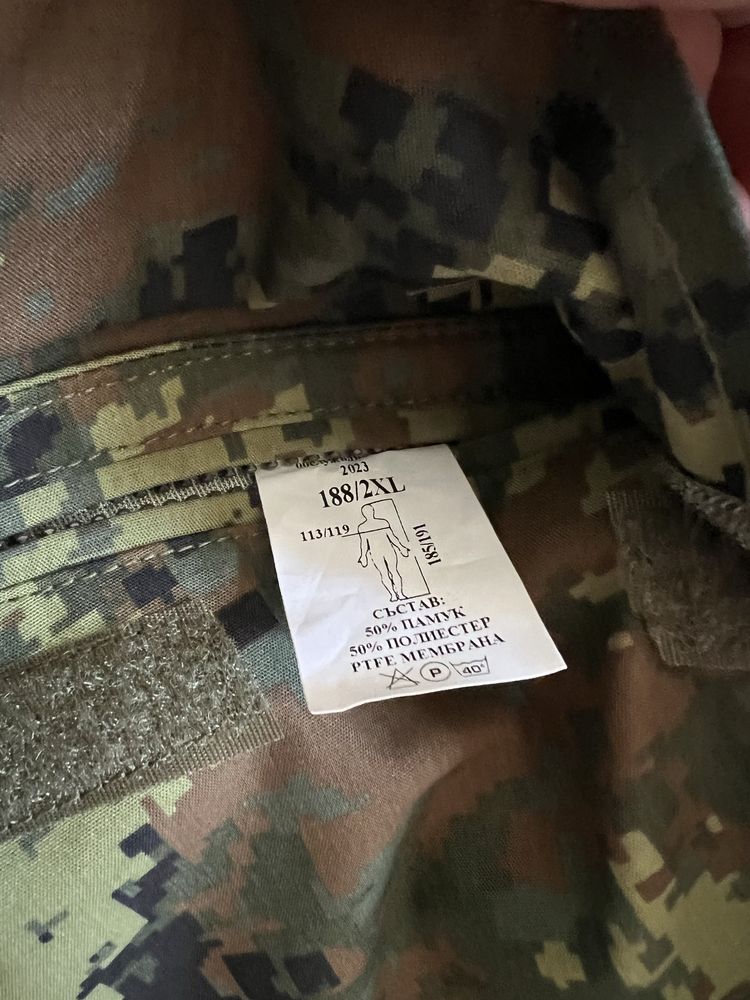 2023
188/2XL
113/119
185/191
СЪСТАВ:
50% ПАМУК
50% ПОЛИЕСТЕР
PTFE МЕМБРАНА
P 40°